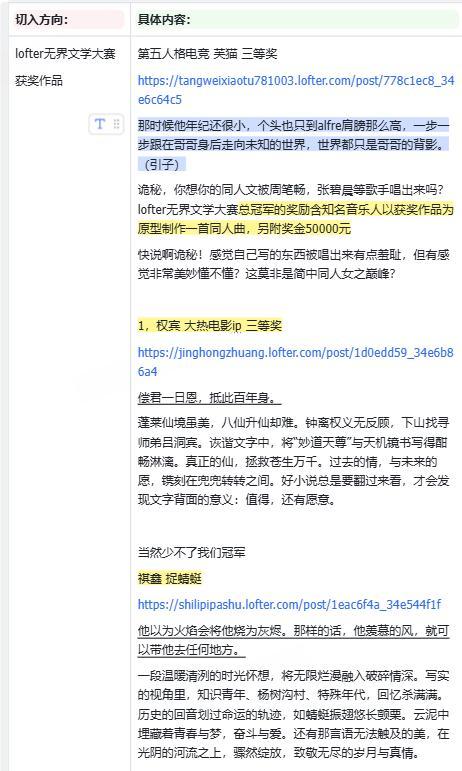 切入方向： 具体内容：
lofter无界文学大赛
获奖作品
第五人格电竞 芙猫 三等奖
https://tangweixiaotu781003.lofter.com/post/778c1ec8_34
e6c64c5
那时候他年纪还很小，个头也只到alfre肩膀那么高，一步一
步跟在哥哥身后走向未知的世界，世界都只是哥哥的背影。
（引子）
诡秘，你想你的同人文被周笔畅，张碧晨等歌手唱出来吗？
lofter无界文学大赛总冠军的奖励含知名音乐人以获奖作品为
原型制作一首同人曲，另附奖金50000元
快说啊诡秘！感觉自己写的东西被唱出来有点羞耻，但有感
觉非常美妙懂不懂？这莫非是简中同人女之巅峰？
1，权宾 大热电影ip 三等奖
https://jinghongzhuang.lofter.com/post/1d0edd59_34e6b8
6a4
偿君一日恩，抵此百年身。
蓬莱仙境虽美，八仙升仙却难。钟离权义无反顾，下山找寻
师弟吕洞宾。诙谐文字中，将“妙道天尊”与天机镜书写得酣
畅淋漓。真正的仙，拯救苍生万千。过去的情，与未来的
愿，镌刻在兜兜转转之间。好小说总是要翻过来看，才会发
现文字背面的意义：值得，还有愿意。
当然少不了我们冠军
祺鑫 捉蜻蜓
https://shilipipashu.lofter.com/post/1eac6f4a_34e544f1f
他以为火焰会将他烧为灰烬。那样的话，他羡慕的风，就可
以带他去任何地方。
一段温暖清洌的时光怀想，将无限烂漫融入破碎情深。写实
的视角里，知识青年、杨树沟村、特殊年代，回忆杀满满。
历史的回音划过命运的轨迹，如蜻蜓振翅悠长颤栗。云泥中
埋藏着青春与梦，奋斗与爱。还有那言语无法触及的美，在
光阴的河流之上，骤然绽放，致敬无尽的岁月与真情。